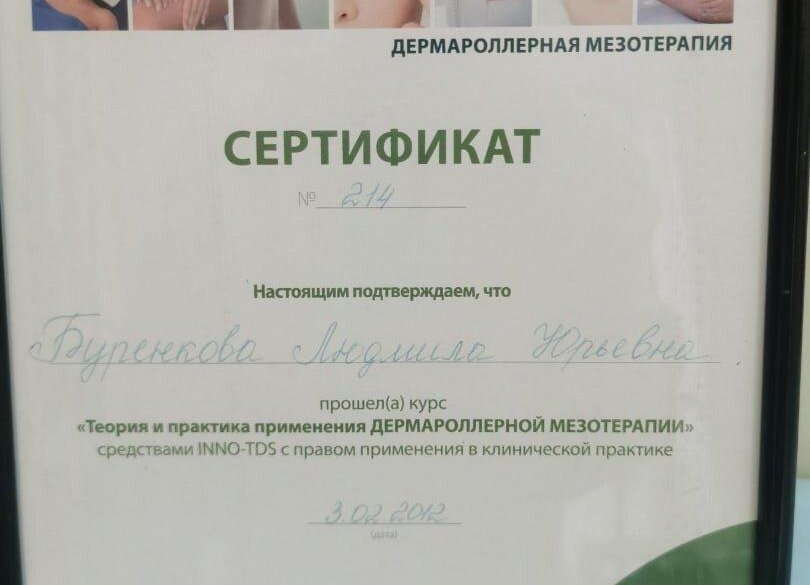 ДЕРМАРОЛЛЕРНАЯ МЕЗОТЕРАПИЯ
СЕРТИФИКАТ
№ 214
Настоящим подтверждаем, что
Буренкова Людмила Юрьевна
прошел(а) курс
«Теория и практика применения ДЕРМАРОЛЛЕРНОЙ МЕЗОТЕРАПИИ»
средствами INNO-TDS с правом применения в клинической практике
3.02 2012
(дата)